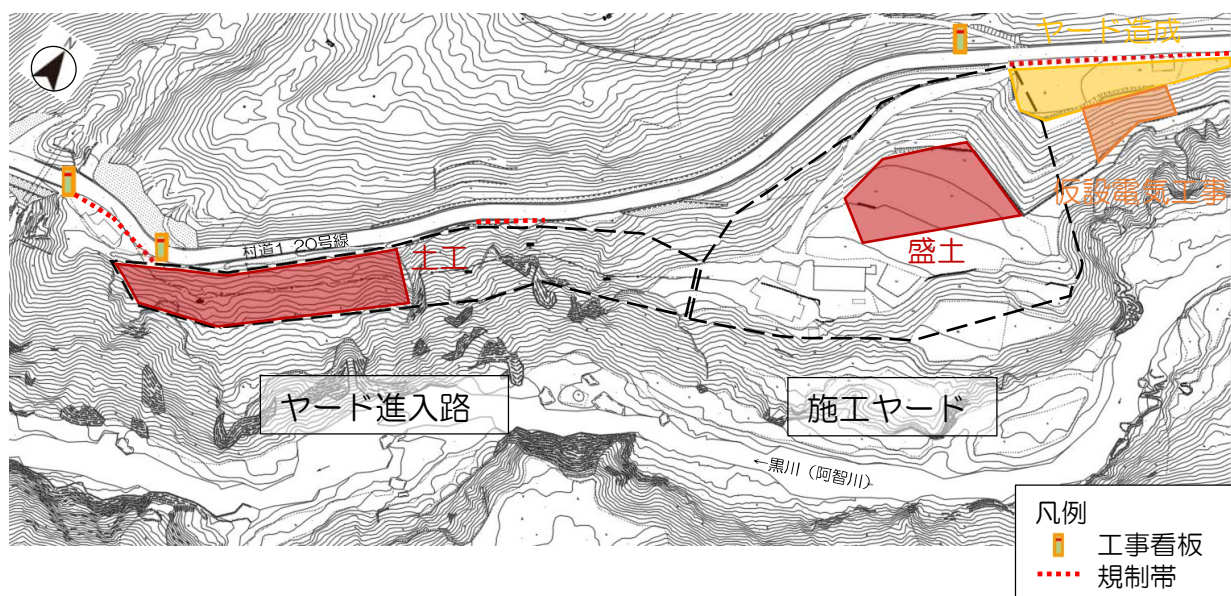 N
ヤード造成
仮設電気工事
村道1-20号線
土工
盛土
ヤード進入路
施工ヤード
←黒川（阿智川）
凡例
工事看板
規制帯